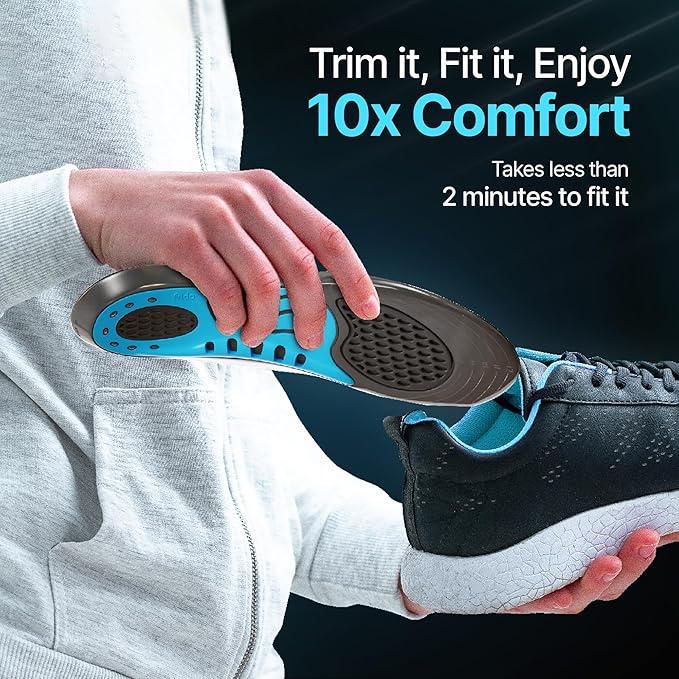 Trim it, Fit it, Enjoy
10x Comfort
Takes less than
2 minutes to fit it